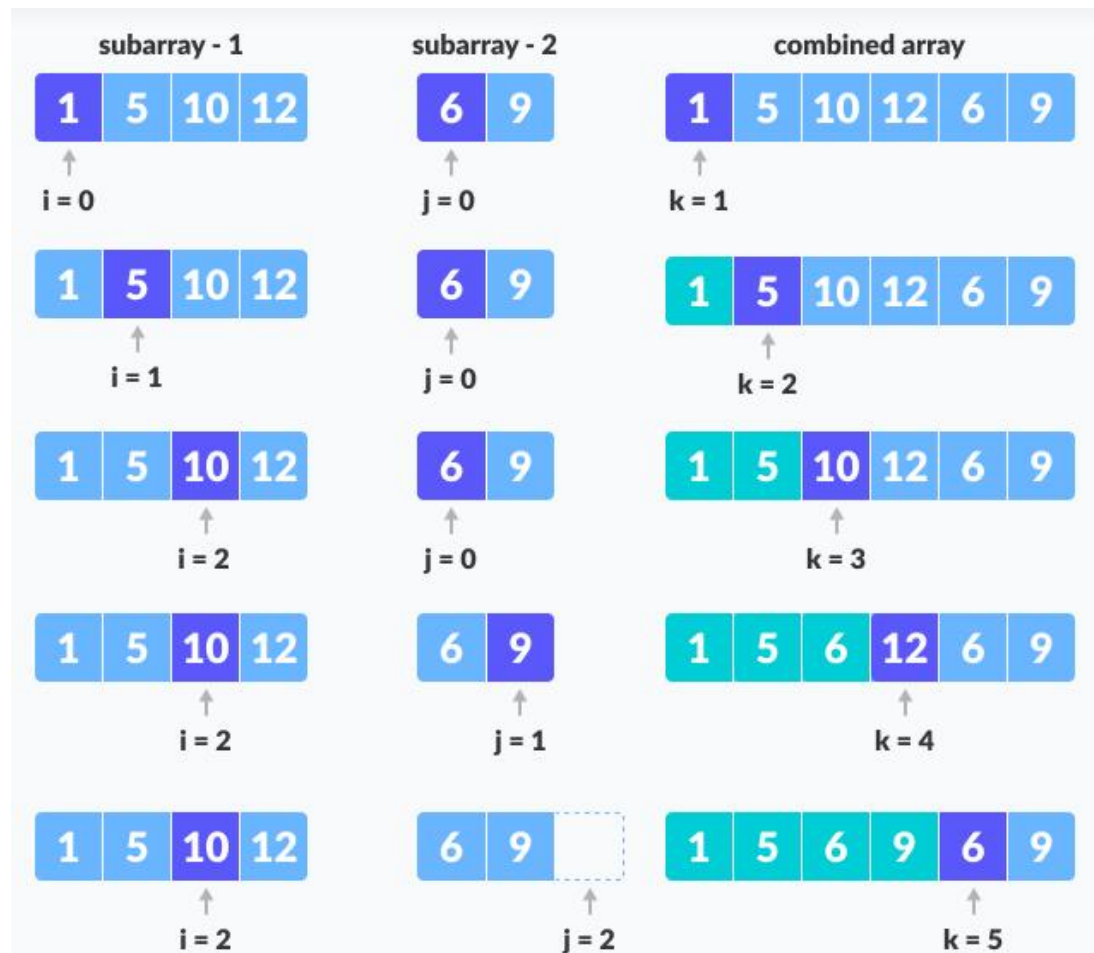 subarray - 1 subarray - 2 combined array
1 5 10 12 6 9 1 5 10 12 6 9
i = 0 j = 0 k = 1
1 5 10 12 6 9 1 5 10 12 6 9
i = 1 j = 0 k = 2
1 5 10 12 6 9 1 5 10 12 6 9
i = 2 j = 0 k = 3
1 5 10 12 6 9 1 5 6 12 6 9
i = 2 j = 1 k = 4
1 5 10 12 6 9 1 5 6 9 6 9
i = 2 j = 2 k = 5